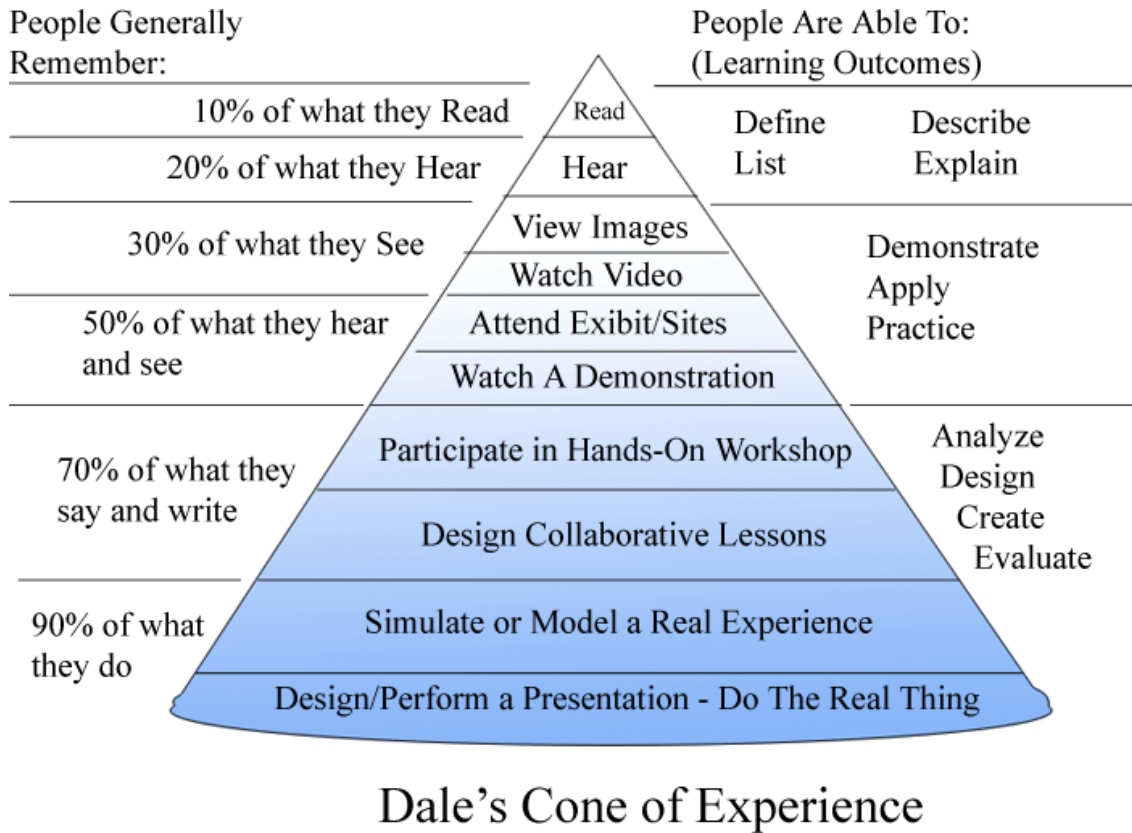 People Generally
Remember:
People Are Able To:
(Learning Outcomes)
10% of what they Read
Read
Define
Describe
20% of what they Hear
Hear
List
Explain
30% of what they See
View Images
Demonstrate
Watch Video
Apply
50% of what they hear
and see
Attend Exibit/Sites
Practice
Watch A Demonstration
70% of what they
say and write
Participate in Hands-On Workshop
Analyze
Design
Design Collaborative Lessons
Create
Evaluate
90% of what
they do
Simulate or Model a Real Experience
Design/Perform a Presentation - Do The Real Thing
Dale's Cone of Experience